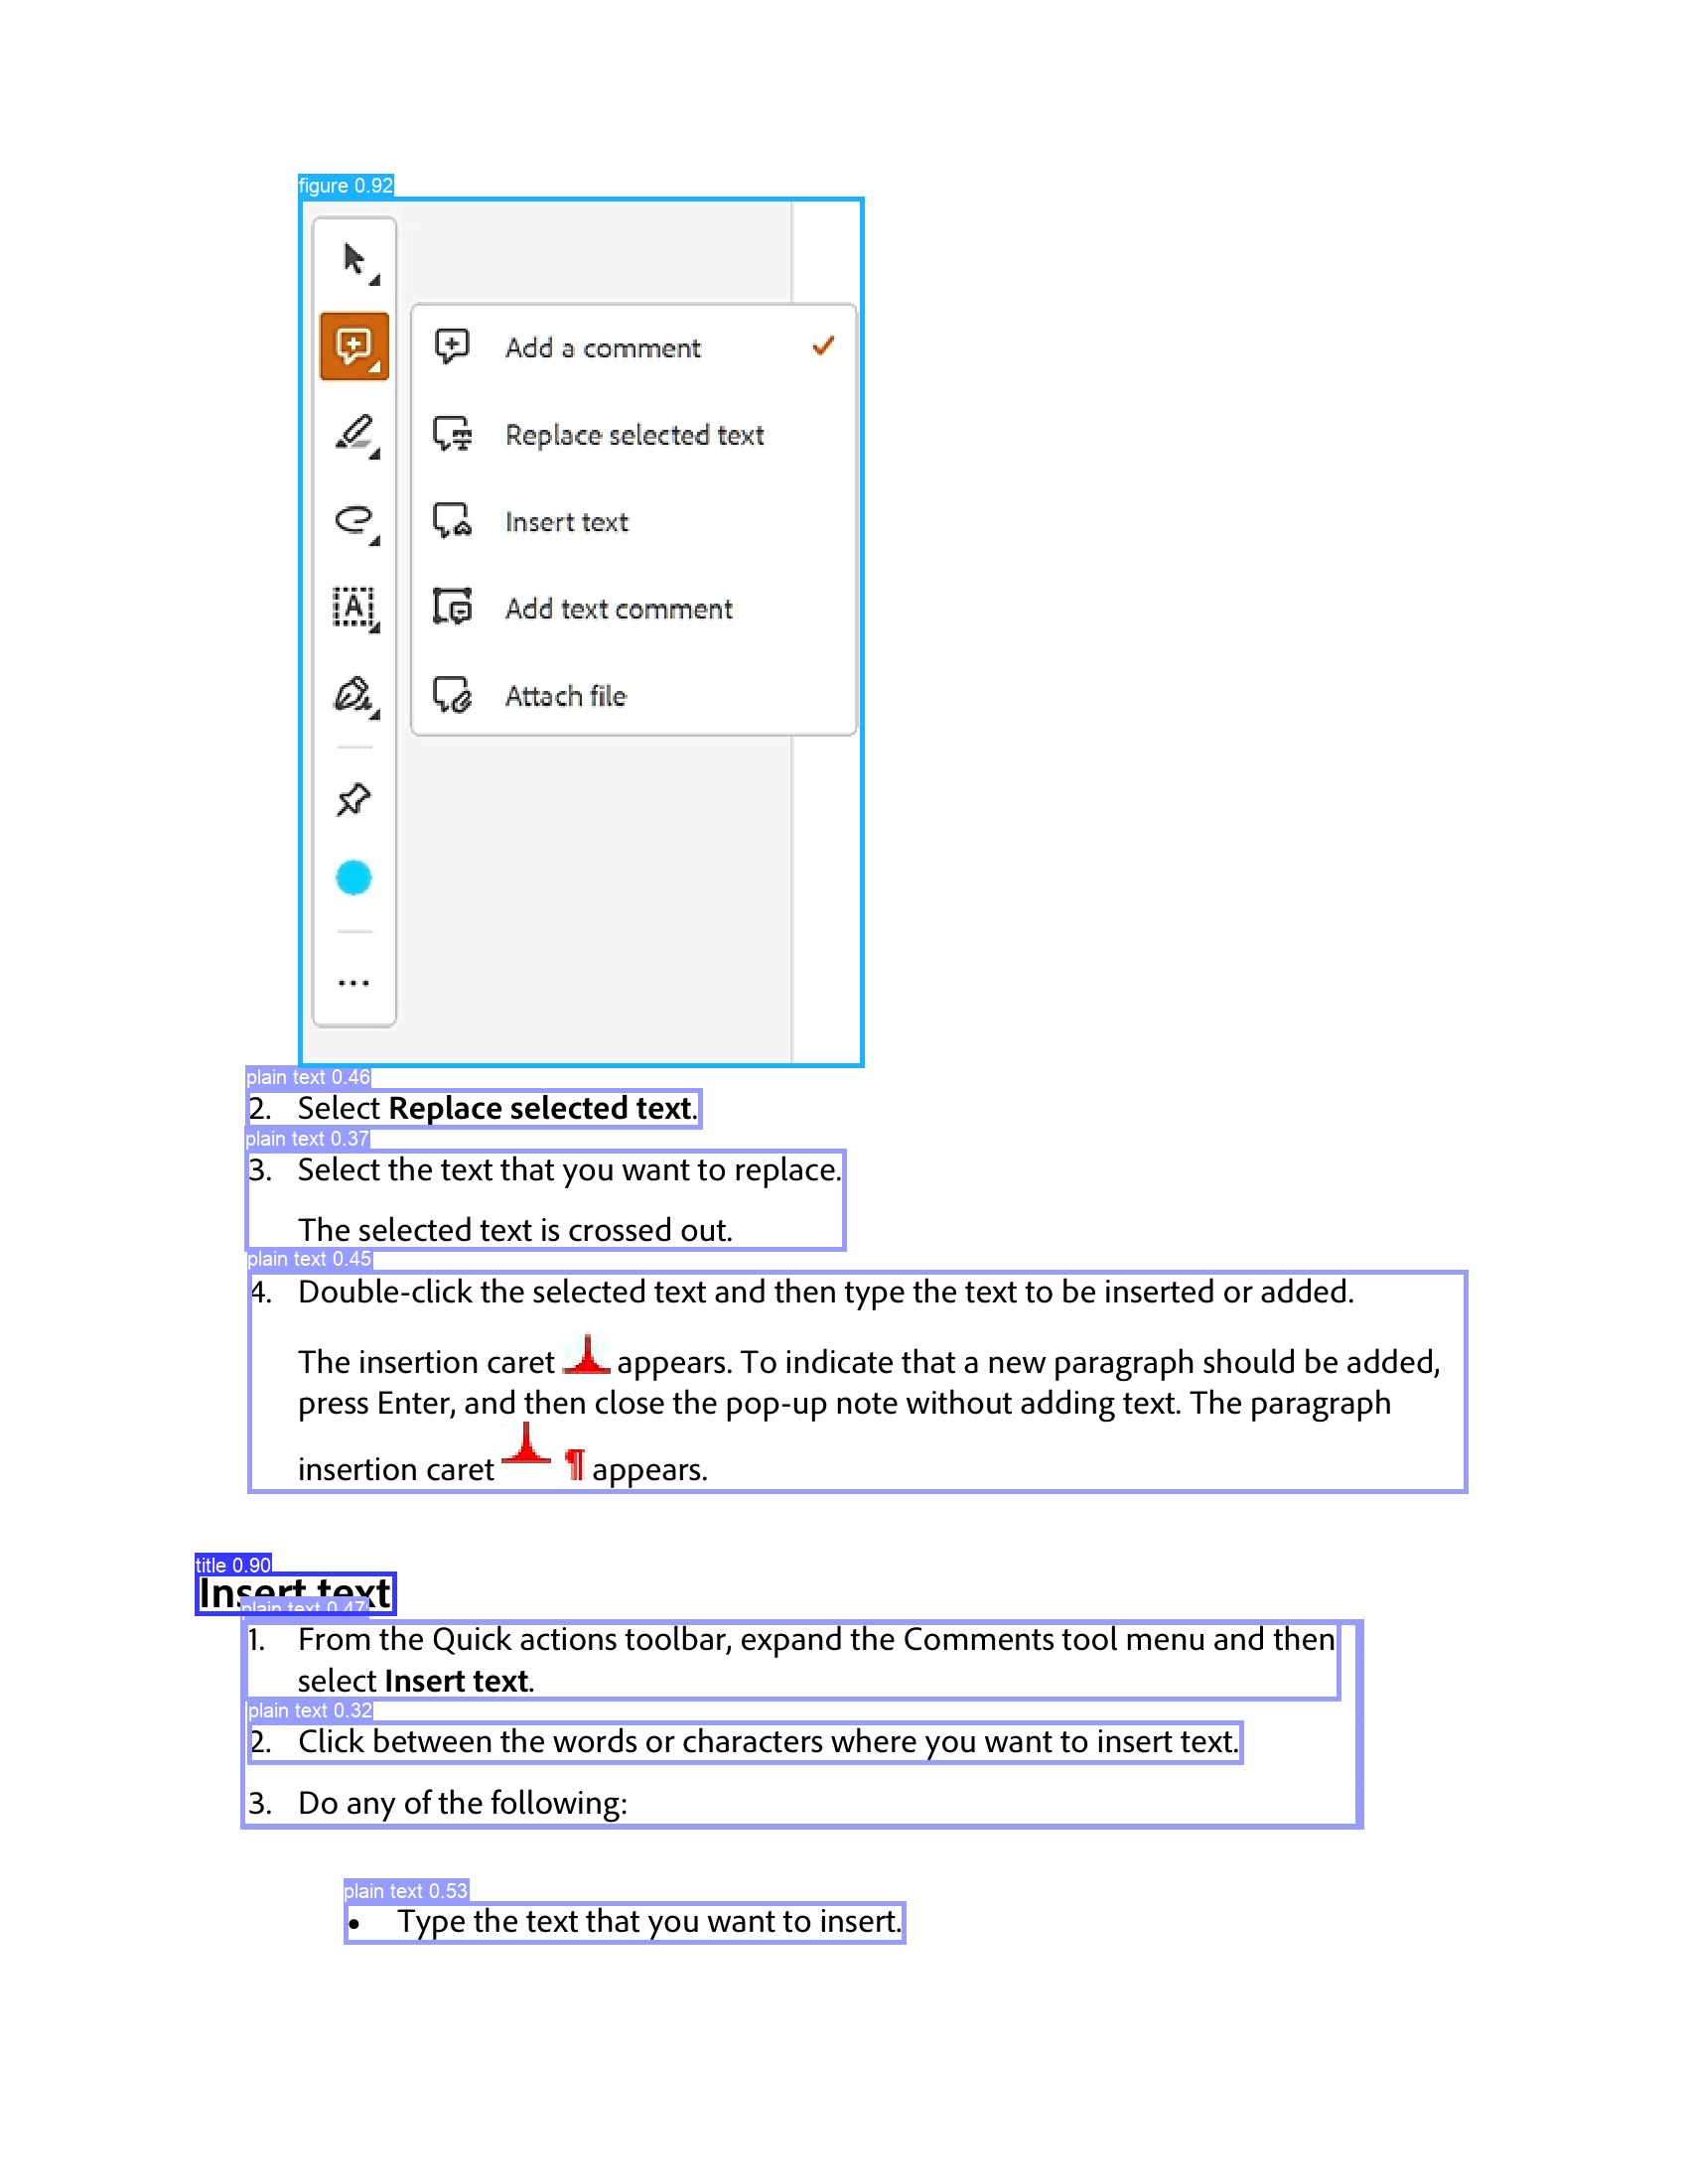 figure 0.92
Add a comment
Replace selected text
Insert text
Add text comment
Attach file
plain text 0.46
2. Select Replace selected text.
plain text 0.37
3. Select the text that you want to replace.
The selected text is crossed out.
plain text 0.45
4. Double-click the selected text and then type the text to be inserted or added.
The insertion caret appears. To indicate that a new paragraph should be added,
press Enter, and then close the pop-up note without adding text. The paragraph
insertion caret ¶ appears.
title 0.90
Insert text
plain text 0.47
1. From the Quick actions toolbar, expand the Comments tool menu and then
select Insert text.
plain text 0.32
2. Click between the words or characters where you want to insert text.
3. Do any of the following:
plain text 0.53
• Type the text that you want to insert.